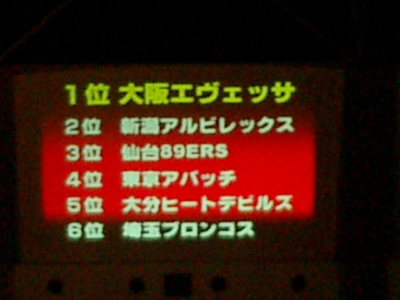 1位 大阪エヴェッサ
2位 新潟アルビレックス
3位 仙台89ERS
4位 東京アパッチ
5位 大分ヒートデビルズ
6位 埼玉ブロンコス